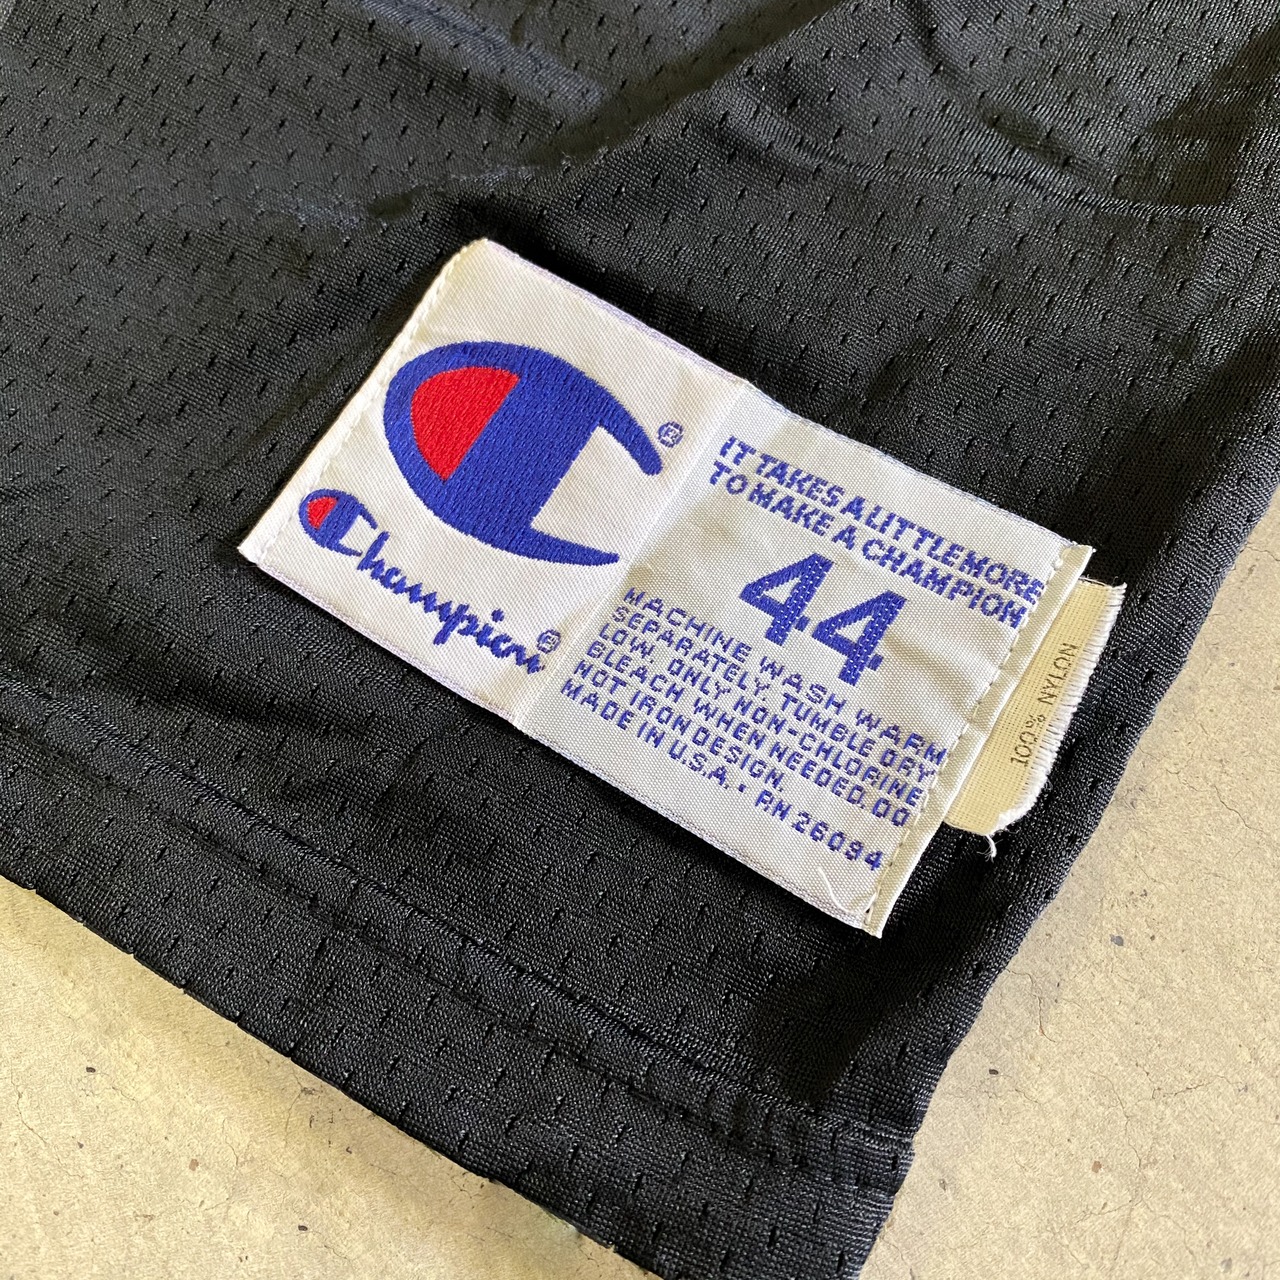 Champion®
®
IT TAKES A LITTLE MORE
TO MAKE A CHAMPION
44
MACHINE WASH WARM
SEPARATELY. TUMBLE DRY
LOW. ONLY NON-CHLORINE
BLEACH WHEN NEEDED. DO
NOT IRON DESIGN.
MADE IN U.S.A. • RN 26094
100% NYLON